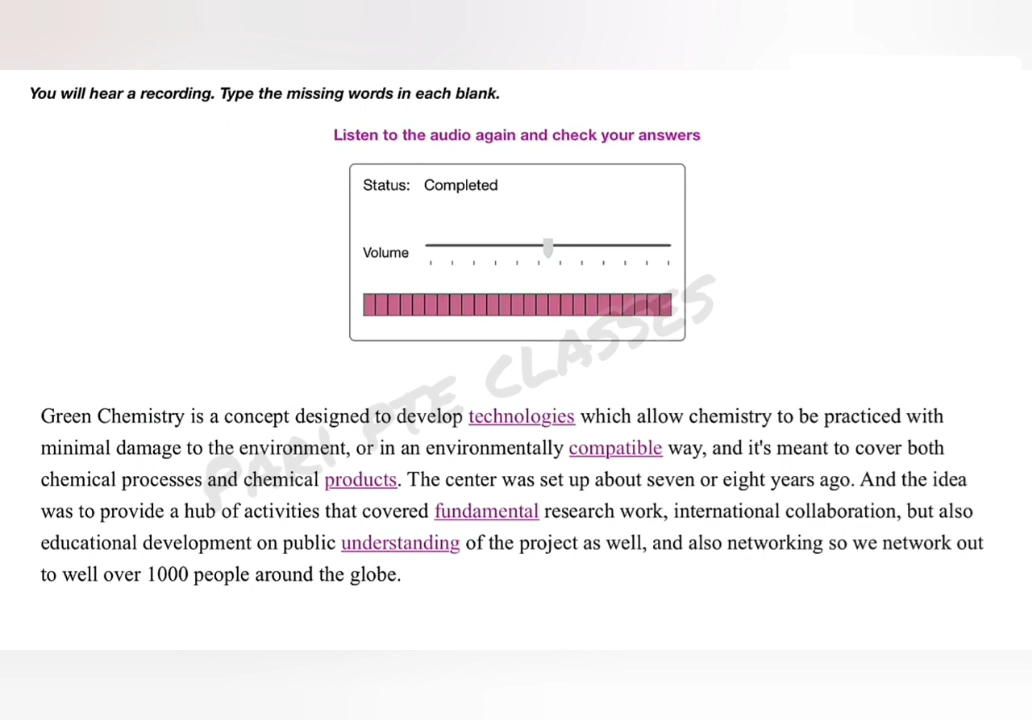 You will hear a recording. Type the missing words in each blank.
Listen to the audio again and check your answers
Status: Completed
Volume
PARI PTE CLASSES
Green Chemistry is a concept designed to develop technologies which allow chemistry to be practiced with
minimal damage to the environment, or in an environmentally compatible way, and it's meant to cover both
chemical processes and chemical products. The center was set up about seven or eight years ago. And the idea
was to provide a hub of activities that covered fundamental research work, international collaboration, but also
educational development on public understanding of the project as well, and also networking so we network out
to well over 1000 people around the globe.